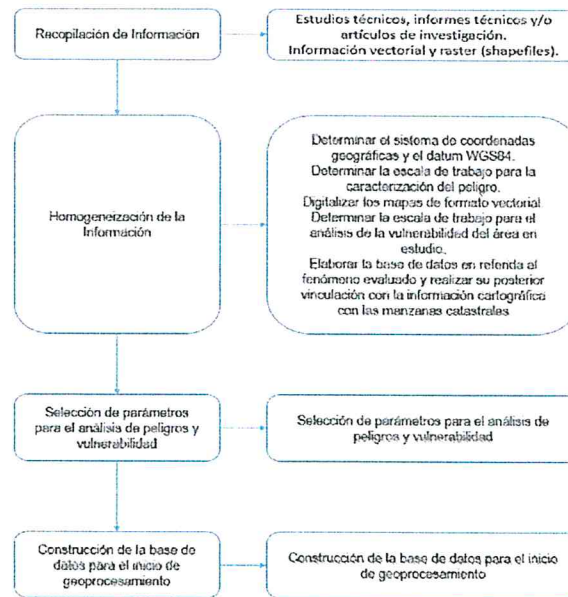 Recopilación de Información
Estudios técnicos, informes técnicos y/o
artículos de investigación.
Información vectorial y raster (shapefiles).
Homogeneización de la
Información
Determinar el sistema de coordenadas
geográficas y el datum WGS84.
Determinar la escala de trabajo para la
caracterización del peligro.
Digitalizar los mapas de formato vectorial
Determinar la escala de trabajo para el
análisis de la vulnerabilidad del área en
estudio.
Elaborar la base de datos en referida al
fenómeno evaluado y realizar su posterior
vinculación con la información cartográfica
con las manzanas catastrales
Selección de parámetros
para el análisis de peligros y
vulnerabilidad
Selección de parámetros para el análisis de
peligros y vulnerabilidad
Construcción de la base de
datos para el inicio de
geoprocesamiento
Construcción de la base de datos para el inicio
de geoprocesamiento